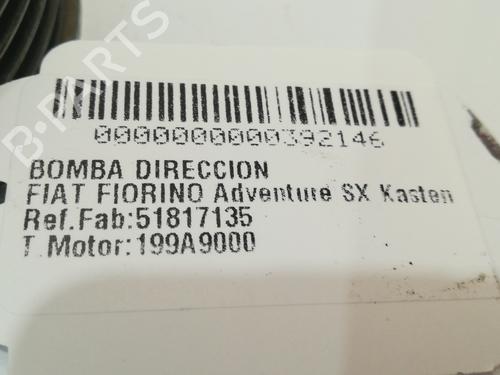 B-PARTS
0000000000392146
BOMBA DIRECCION
FIAT FIORINO Adventure SX Kasten
Ref.Fab:51817135
T.Motor:199A9000